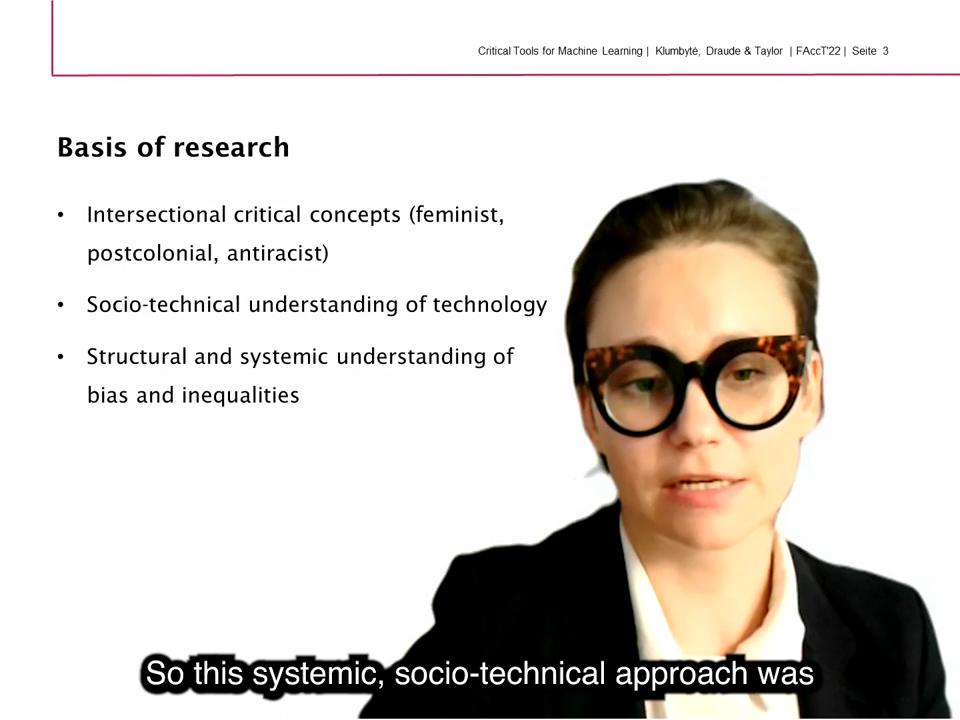 Critical Tools for Machine Learning | Klumbytė, Draude & Taylor | FAccT'22 | Seite 3
Basis of research
• Intersectional critical concepts (feminist,
postcolonial, antiracist)
• Socio-technical understanding of technology
• Structural and systemic understanding of
bias and inequalities
So this systemic, socio-technical approach was